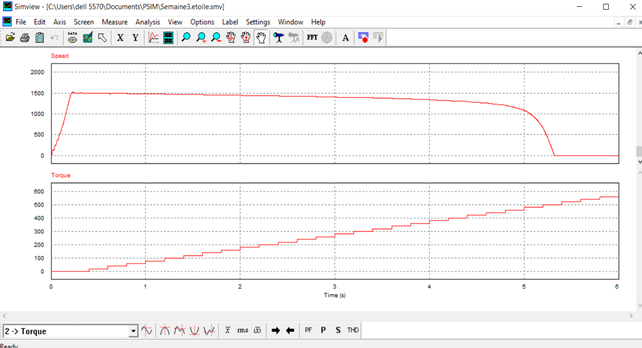 Simview - [C:\Users\dell 5570\Documents\PSIM\Semaine3.etoile.smv]
File Edit Axis Screen Measure Analysis View Option Label Settings Window Help
X Y FFT A
Speed
2000
1500
1000
500
0
Torque
600
500
400
300
200
100
0
0 1 2 3 4 5 6
Time (s)
2 -> Torque x rms |x| PF P S THD
Ready